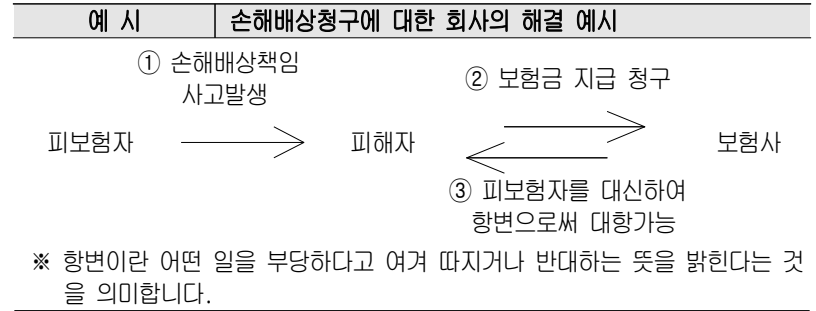 예 시 손해배상청구에 대한 회사의 해결 예시
① 손해배상책임
사고발생
② 보험금 지급 청구
피보험자 피해자 보험사
③ 피보험자를 대신하여
항변으로써 대항가능
※ 항변이란 어떤 일을 부당하다고 여겨 따지거나 반대하는 뜻을 밝힌다는 것
을 의미합니다.